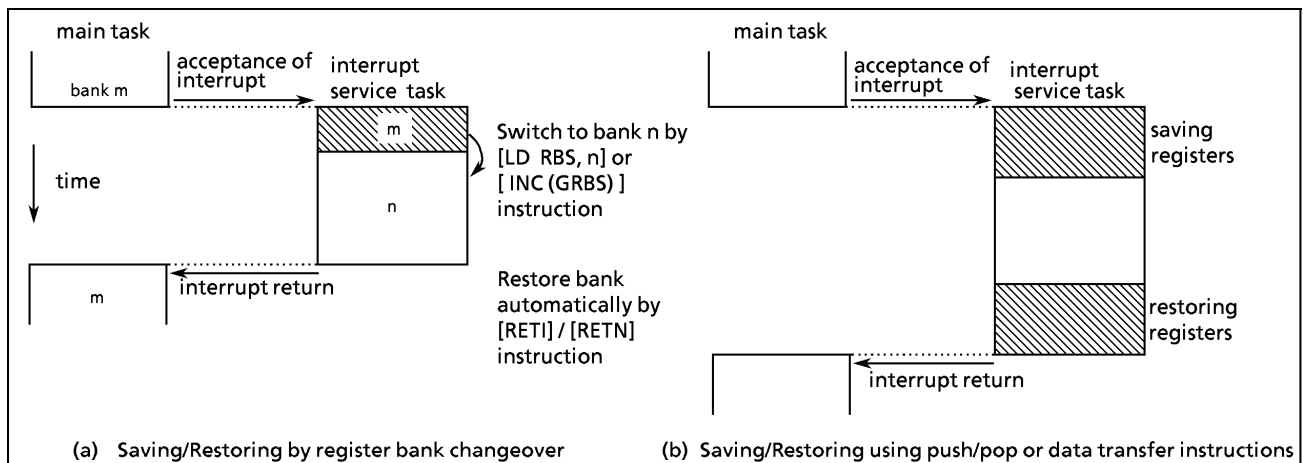 main task
bank m
acceptance of
interrupt
interrupt
service task
m
Switch to bank n by
[LD RBS, n] or
[ INC (GRBS) ]
instruction
time
n
interrupt return
m
Restore bank
automatically by
[RETI] / [RETN]
instruction
(a) Saving/Restoring by register bank changeover
main task
acceptance of
interrupt
interrupt
service task
saving
registers
restoring
registers
interrupt return
(b) Saving/Restoring using push/pop or data transfer instructions